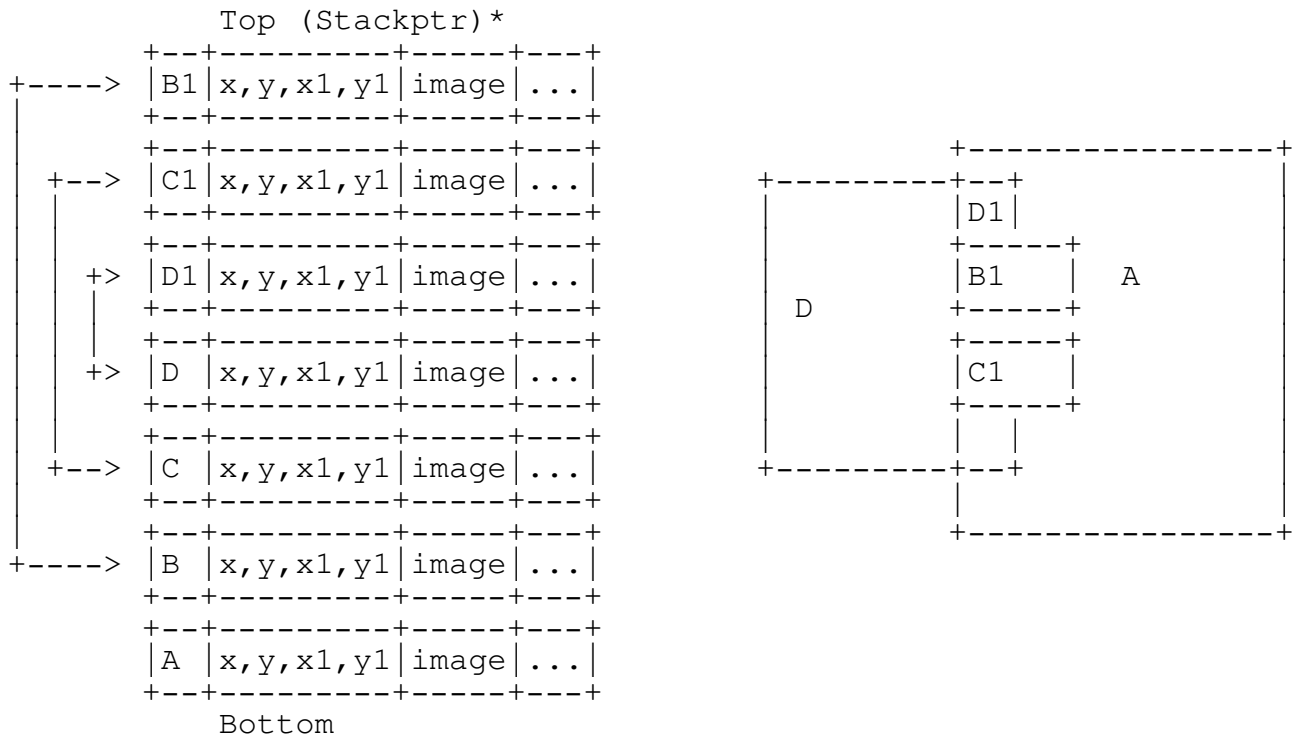 Top (Stackptr)*
B1 x,y,x1,y1 image ...
C1 x,y,x1,y1 image ...
D1 x,y,x1,y1 image ...
D x,y,x1,y1 image ...
C x,y,x1,y1 image ...
B x,y,x1,y1 image ...
A x,y,x1,y1 image ...
Bottom
D1
B1 A
D
C1